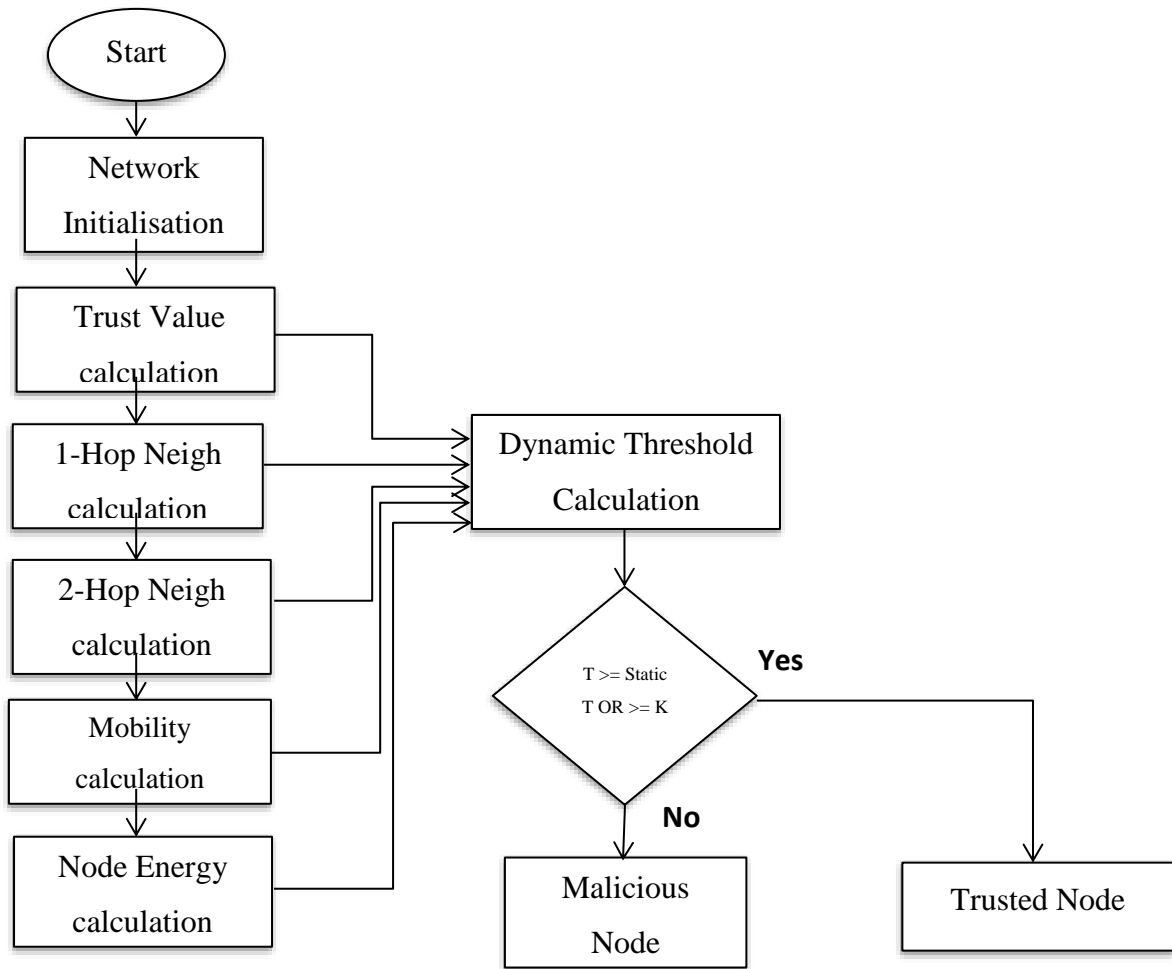 Start
Network
Initialisation
Trust Value
calculation
1-Hop Neigh
calculation
2-Hop Neigh
calculation
Mobility
calculation
Node Energy
calculation
Dynamic Threshold
Calculation
T >= Static
T OR >= K
Yes
No
Malicious
Node
Trusted Node